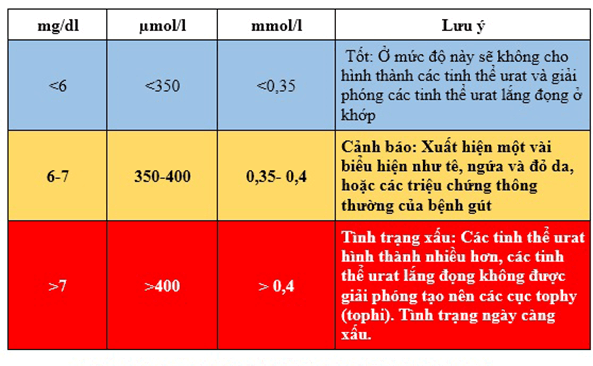 mg/dl µmol/l mmol/l Lưu ý
Tốt: Ở mức độ này sẽ không cho
hình thành các tinh thể urat và giải
<6 <350 <0,35 phóng các tinh thể urat lắng đọng ở
khớp
Cảnh báo: Xuất hiện một vài
6-7 350-400 0,35- 0,4 biểu hiện như tê, ngứa và đỏ da,
hoặc các triệu chứng thông
thường của bệnh gút
Tình trạng xấu: Các tinh thể urat
hình thành nhiều hơn, các tinh
>7 >400 > 0,4 thể urat lắng đọng không được
giải phóng tạo nên các cục tophy
(tophi). Tình trạng ngày càng
xấu.